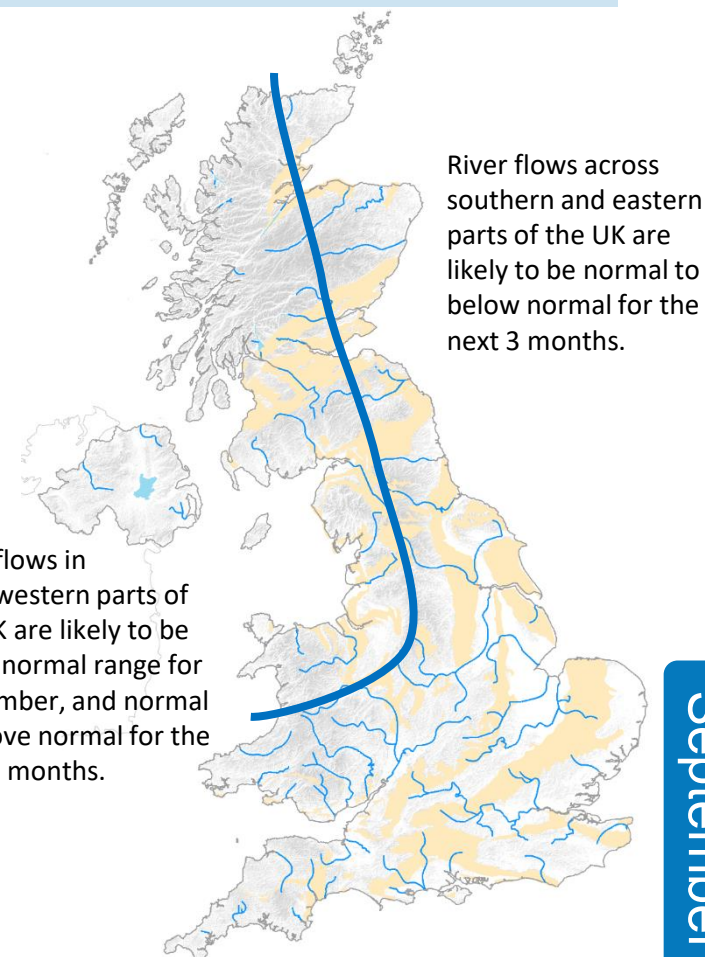 River flows across
southern and eastern
parts of the UK are
likely to be normal to
below normal for the
next 3 months.
flows in
western parts of
K are likely to be
normal range for
mber, and normal
ove normal for the
months.
September